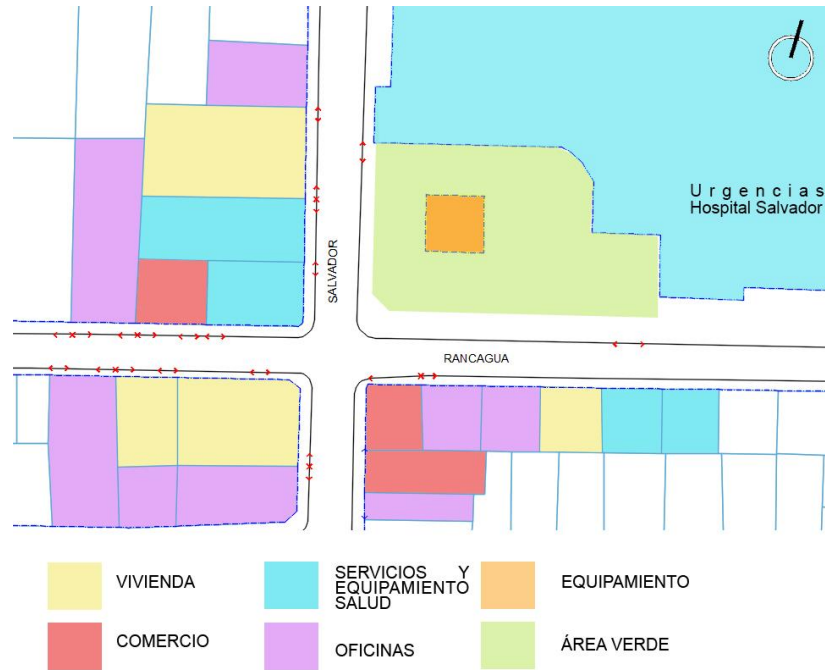 Urgencias
Hospital Salvador
SALVADOR
RANCAGUA
VIVIENDA
SERVICIOS Y
EQUIPAMIENTO
SALUD
EQUIPAMIENTO
COMERCIO
OFICINAS
ÁREA VERDE